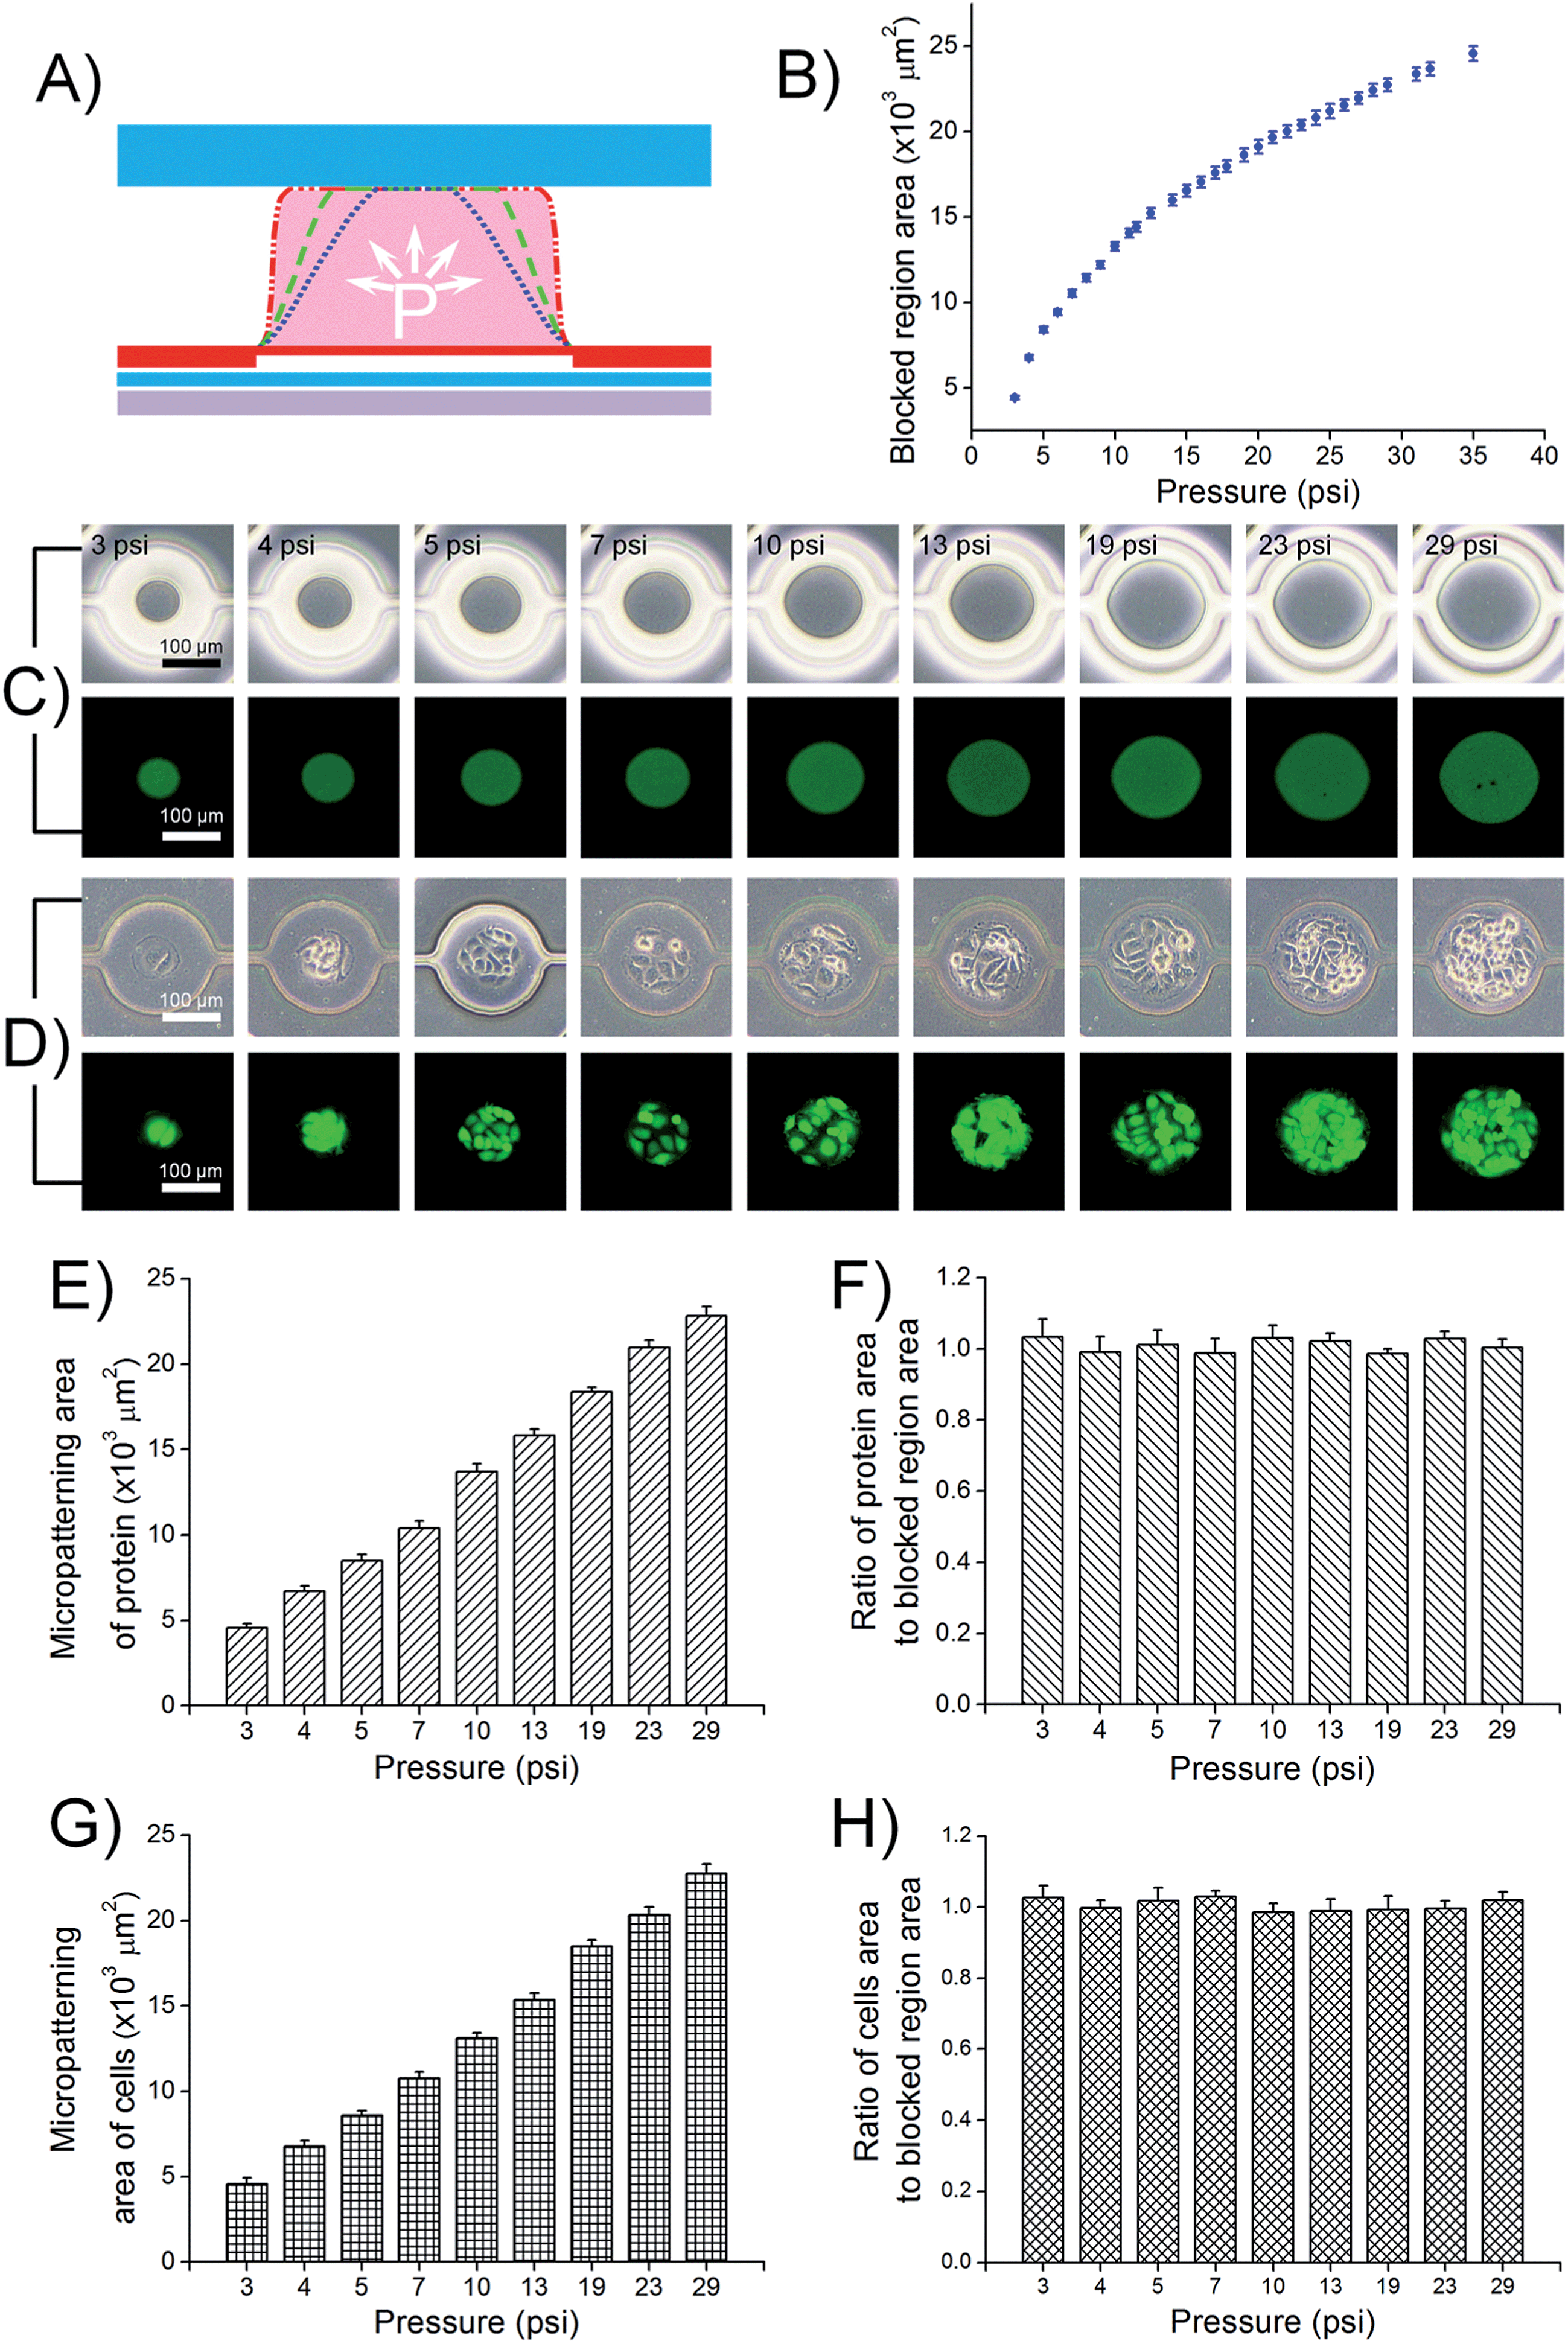 A)
P
B)
Blocked region area (x10³ μm²)
25
20
15
10
5
0 5 10 15 20 25 30 35 40
Pressure (psi)
C)
3 psi 4 psi 5 psi 7 psi 10 psi 13 psi 19 psi 23 psi 29 psi
100 μm
100 μm
D)
100 μm
100 μm
E)
Micropatterning area
of protein (x10³ μm²)
25
20
15
10
5
0
3 4 5 7 10 13 19 23 29
Pressure (psi)
F)
Ratio of protein area
to blocked region area
1.2
1.0
0.8
0.6
0.4
0.2
0.0
3 4 5 7 10 13 19 23 29
Pressure (psi)
G)
Micropatterning
area of cells (x10³ μm²)
25
20
15
10
5
0
3 4 5 7 10 13 19 23 29
Pressure (psi)
H)
Ratio of cells area
to blocked region area
1.2
1.0
0.8
0.6
0.4
0.2
0.0
3 4 5 7 10 13 19 23 29
Pressure (psi)